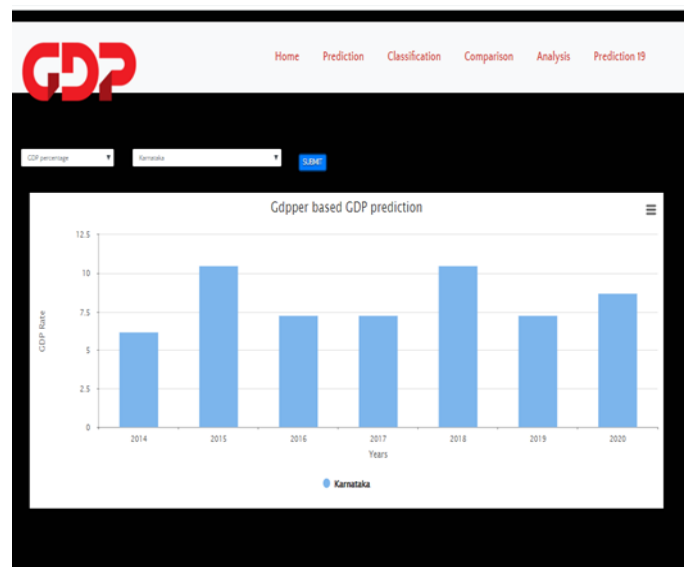 GDP
Home Prediction Classification Comparison Analysis Prediction 19
GDP percentage Karnataka SUBMIT
Gdpper based GDP prediction
12.5
10
7.5
5
2.5
0
GDP Rate
2014 2015 2016 2017 2018 2019 2020
Years
Karnataka